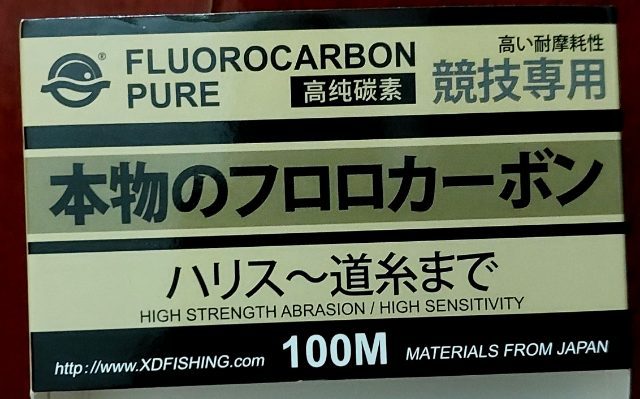 ®
FLUOROCARBON
PURE
高纯碳素
高い耐摩耗性
競技専用
本物のフロロカーボン
ハリス～道糸まで
HIGH STRENGTH ABRASION / HIGH SENSITIVITY
http://www.XDFISHING.com 100M MATERIALS FROM JAPAN